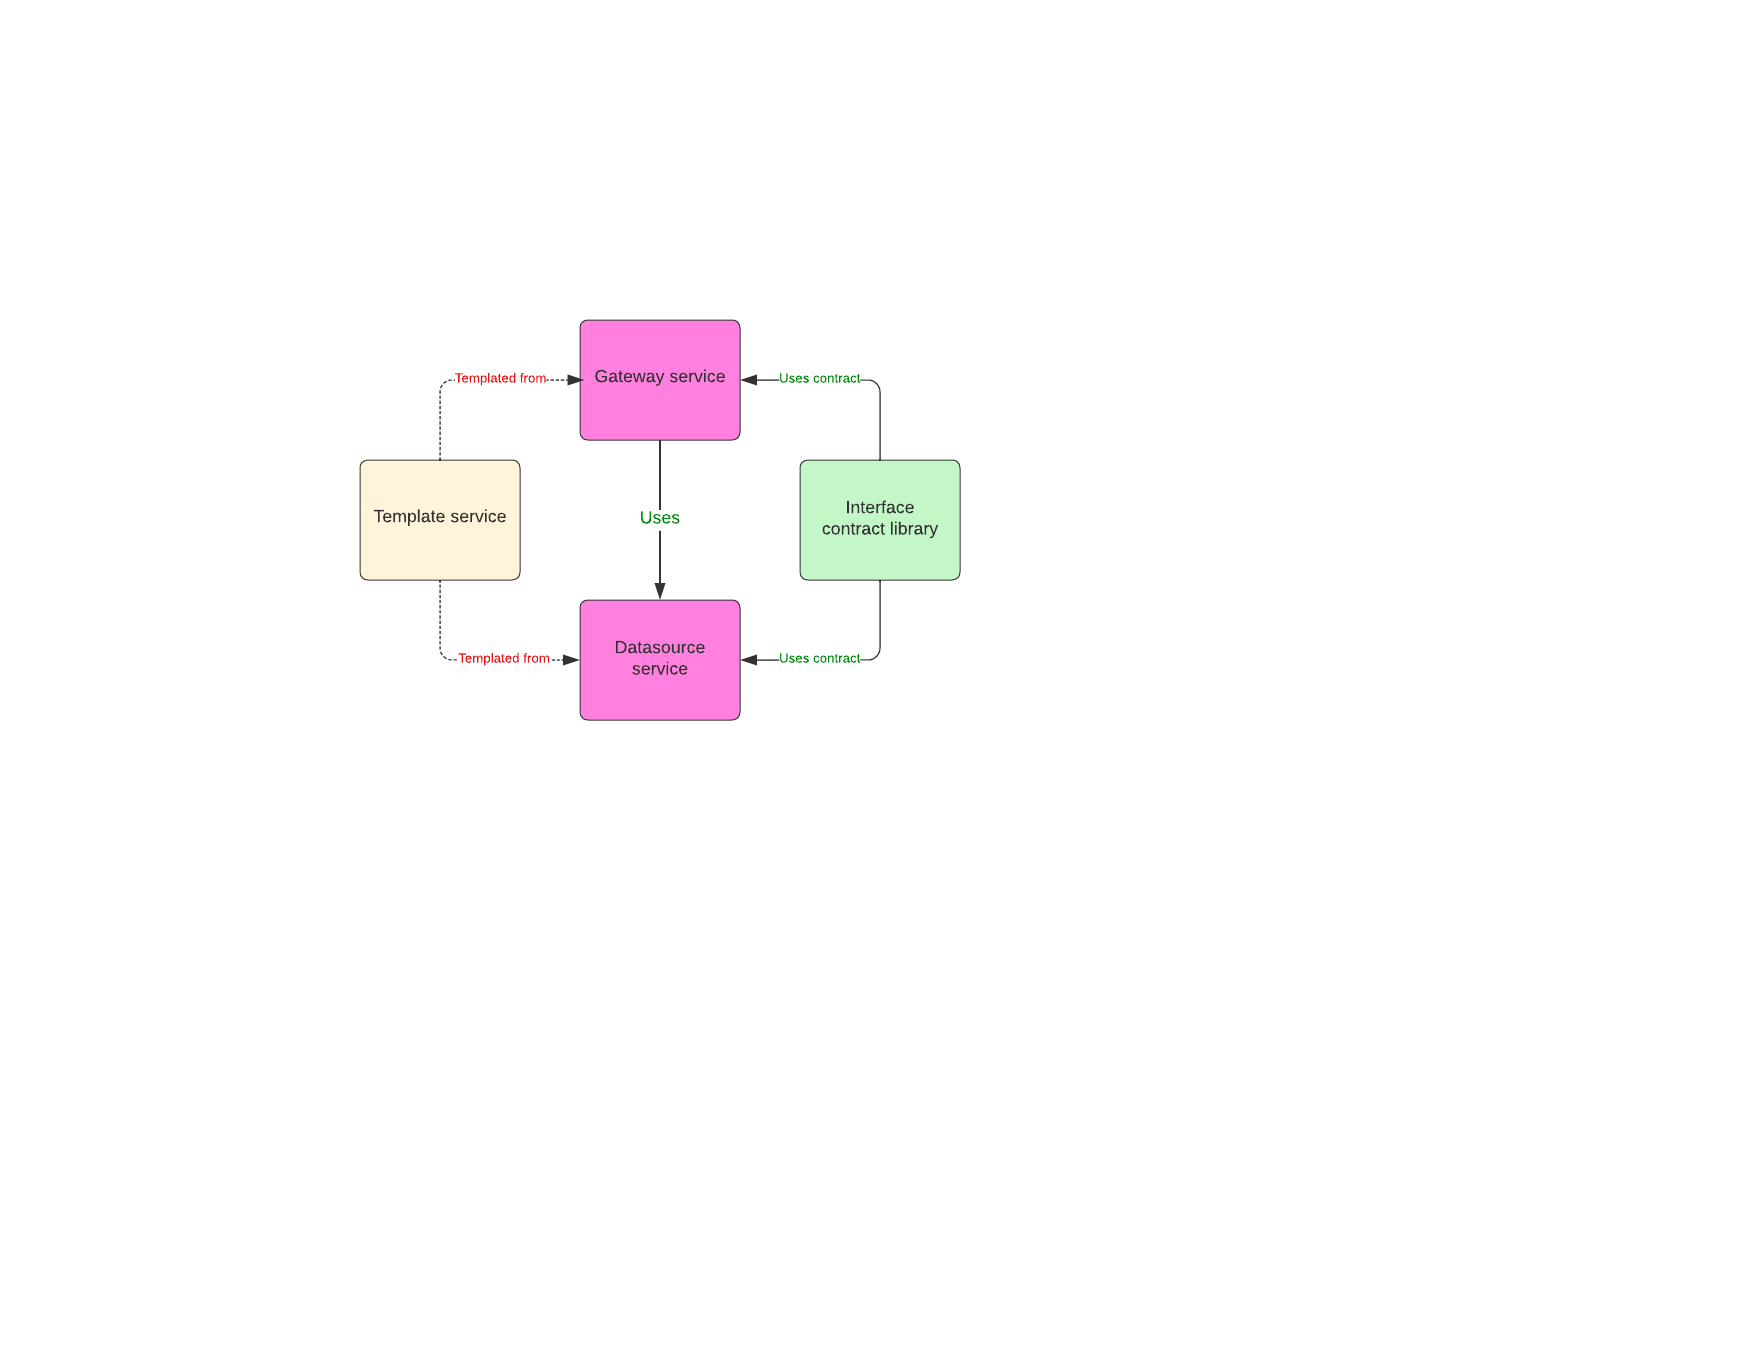 Gateway service
Templated from
Uses contract
Template service
Uses
Interface
contract library
Datasource
service
Templated from
Uses contract